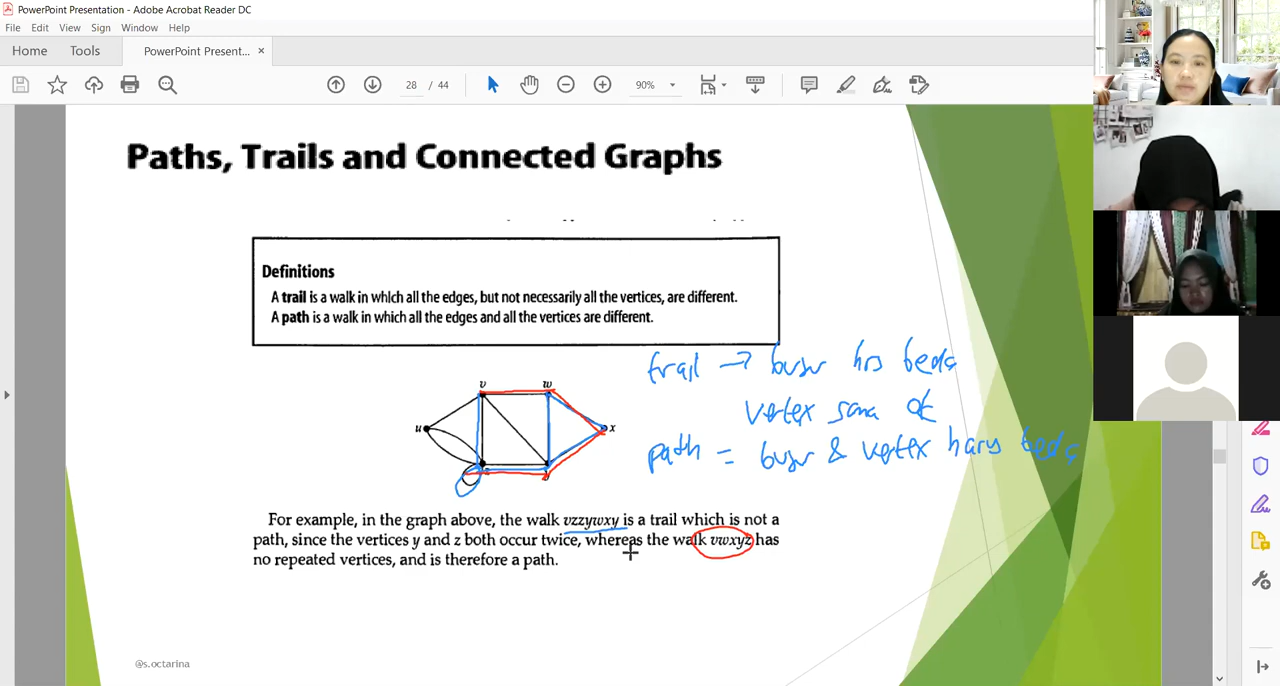 PowerPoint Presentation - Adobe Acrobat Reader DC
File Edit View Sign Window Help
Home Tools PowerPoint Present... ×
28 / 44 90%
Paths, Trails and Connected Graphs
Definitions
A trail is a walk in which all the edges, but not necessarily all the vertices, are different.
A path is a walk in which all the edges and all the vertices are different.
trail → busur hrs beda
vertex sama ok
path = busur & vertex harus beda
v w
u x
For example, in the graph above, the walk vzzywxy is a trail which is not a
path, since the vertices y and z both occur twice, whereas the walk vwxyz has
no repeated vertices, and is therefore a path.
@s.octarina